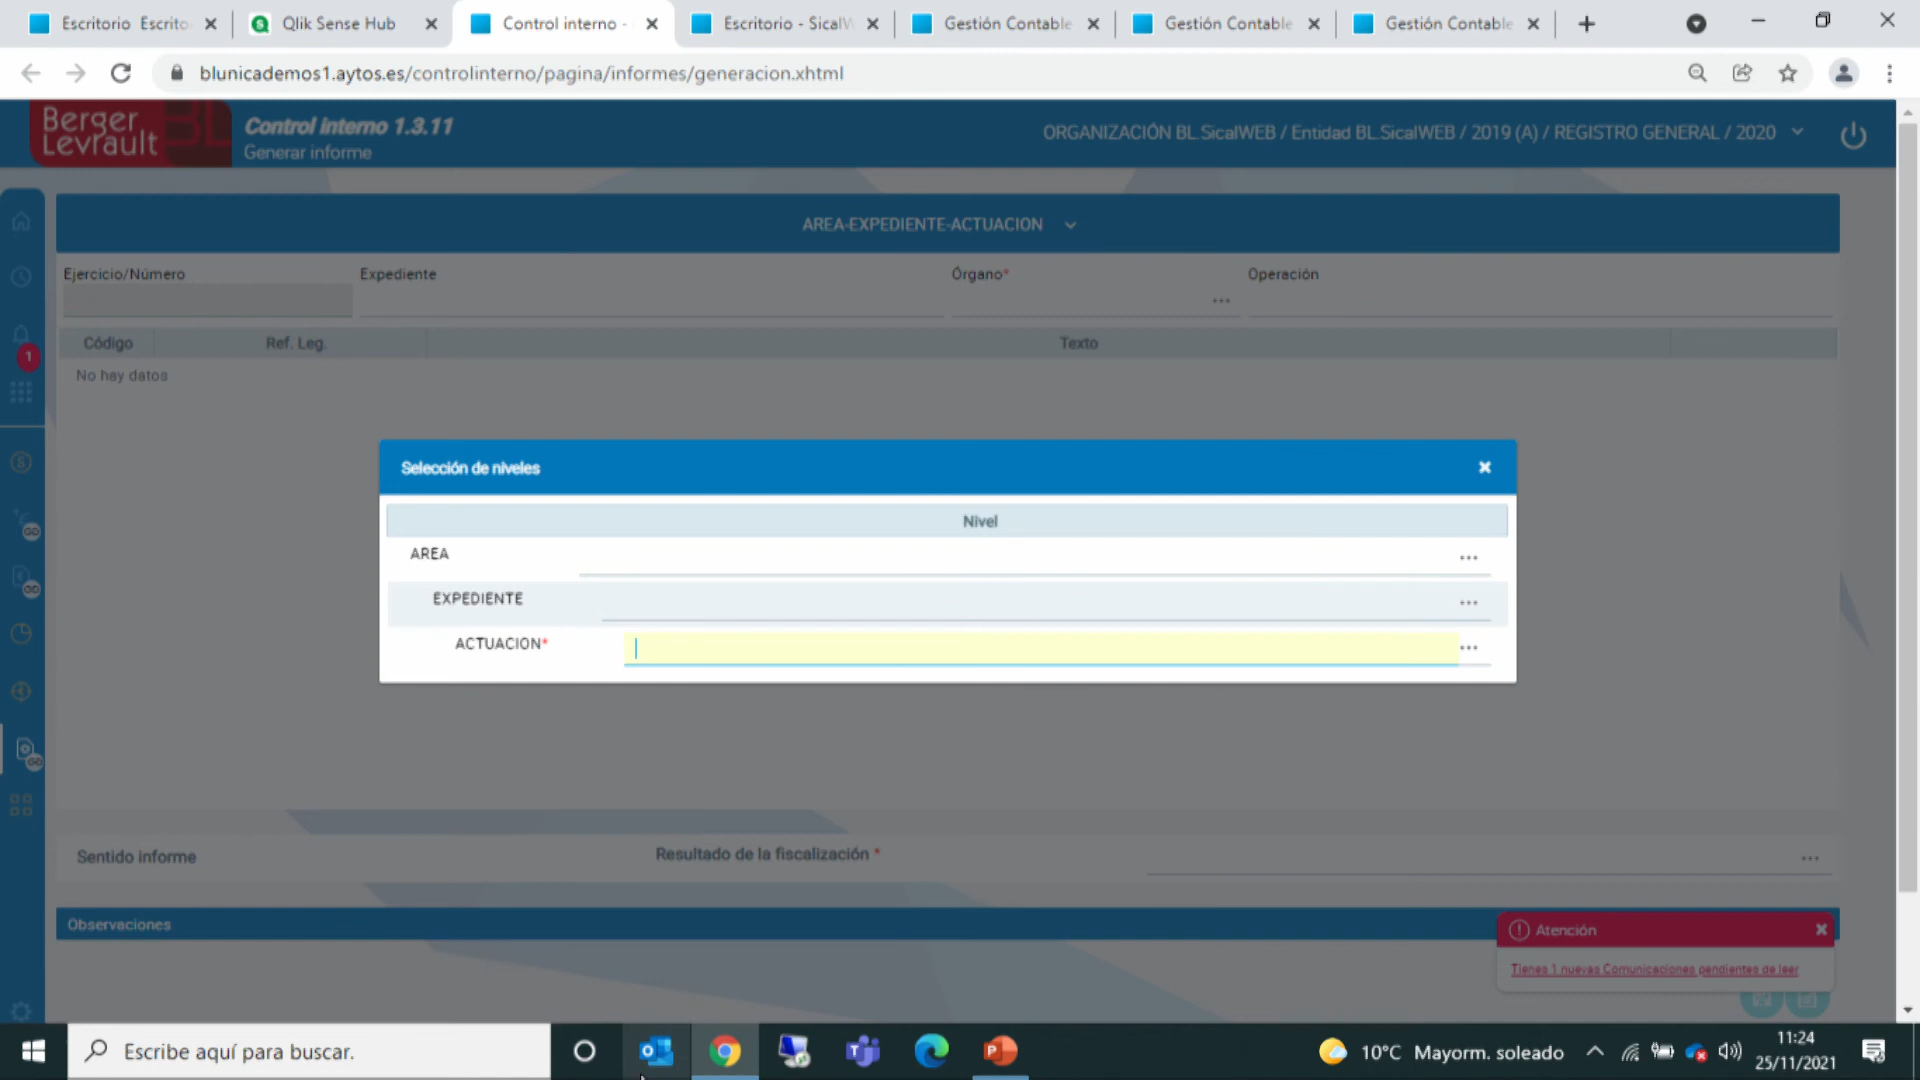 Escritorio Escrito
Qlik Sense Hub
Control interno -
Escritorio - SicalW
Gestión Contable
Gestión Contable
Gestión Contable
blunicademos1.aytos.es/controlinterno/pagina/informes/generacion.xhtml
Berger
Levrault
BL
Control interno 1.3.11
Generar informe
ORGANIZACIÓN BL.SicalWEB / Entidad BL.SicalWEB / 2019 (A) / REGISTRO GENERAL / 2020
AREA-EXPEDIENTE-ACTUACION
Ejercicio/Número
Expediente
Órgano*
Operación
Código
Ref. Leg.
Texto
1
No hay datos
Selección de niveles
Nivel
AREA
EXPEDIENTE
ACTUACION*
Sentido informe
Resultado de la fiscalización *
Observaciones
Atención
Tienes 1 nuevas Comunicaciones pendientes de leer
Escribe aquí para buscar.
10°C Mayorm. soleado
11:24
25/11/2021